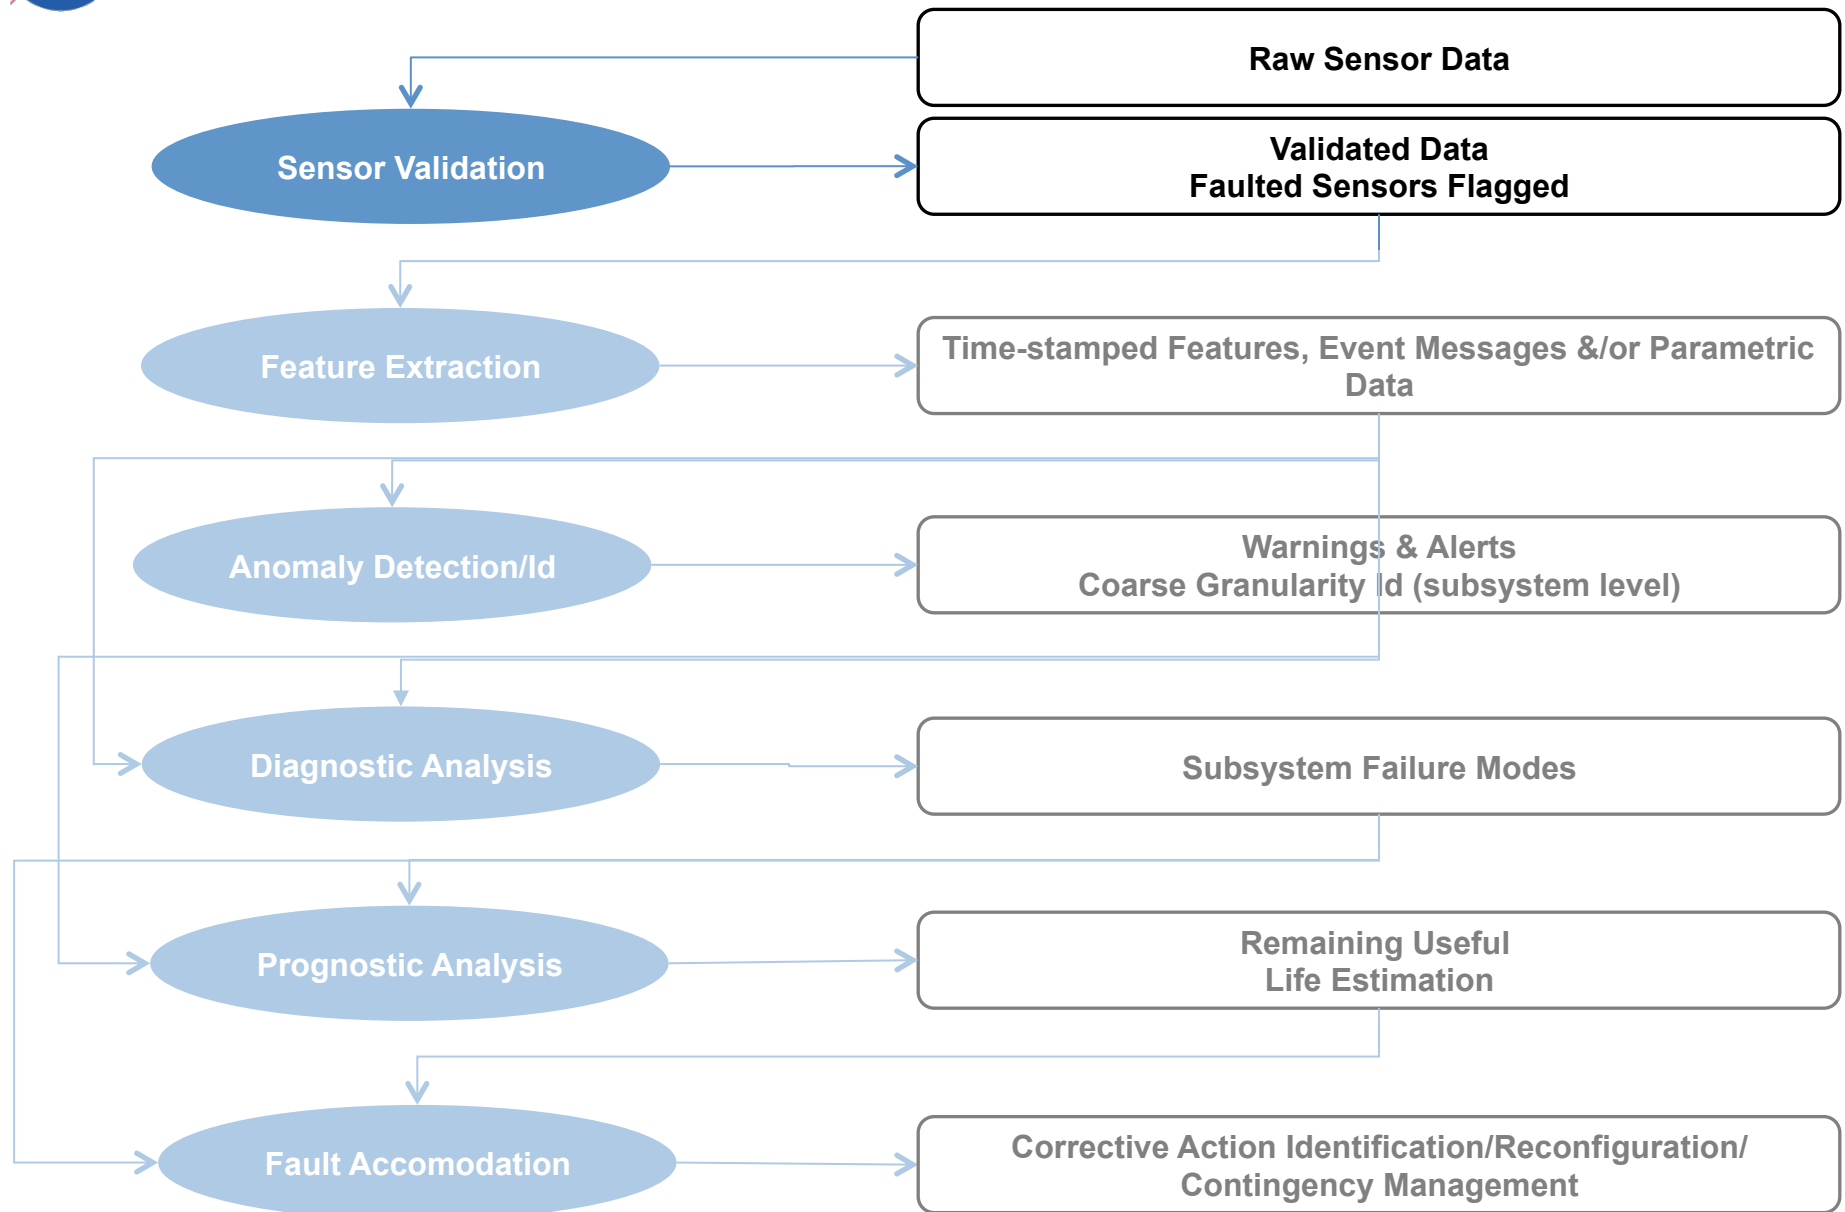 Raw Sensor Data
Sensor Validation
Validated Data
Faulted Sensors Flagged
Feature Extraction
Time-stamped Features, Event Messages &/or Parametric
Data
Anomaly Detection/Id
Warnings & Alerts
Coarse Granularity Id (subsystem level)
Diagnostic Analysis
Subsystem Failure Modes
Prognostic Analysis
Remaining Useful
Life Estimation
Fault Accomodation
Corrective Action Identification/Reconfiguration/
Contingency Management